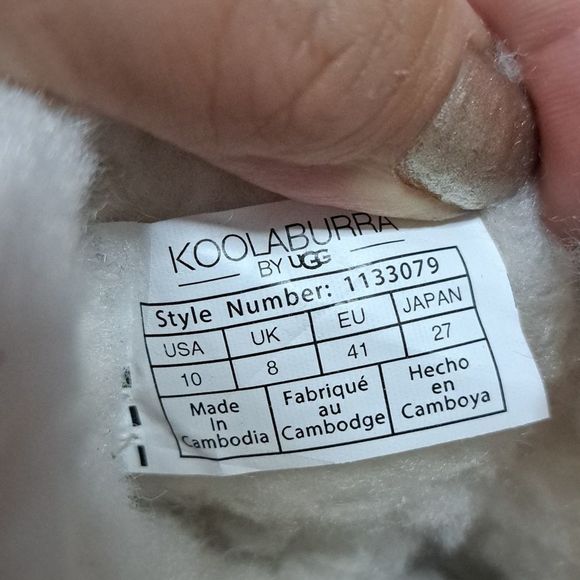 KOOLABURRA
BY UGG
Style Number: 1133079
USA UK EU JAPAN
10 8 41 27
Made in Cambodia
Fabriqué au Cambodge
Hecho en Camboya